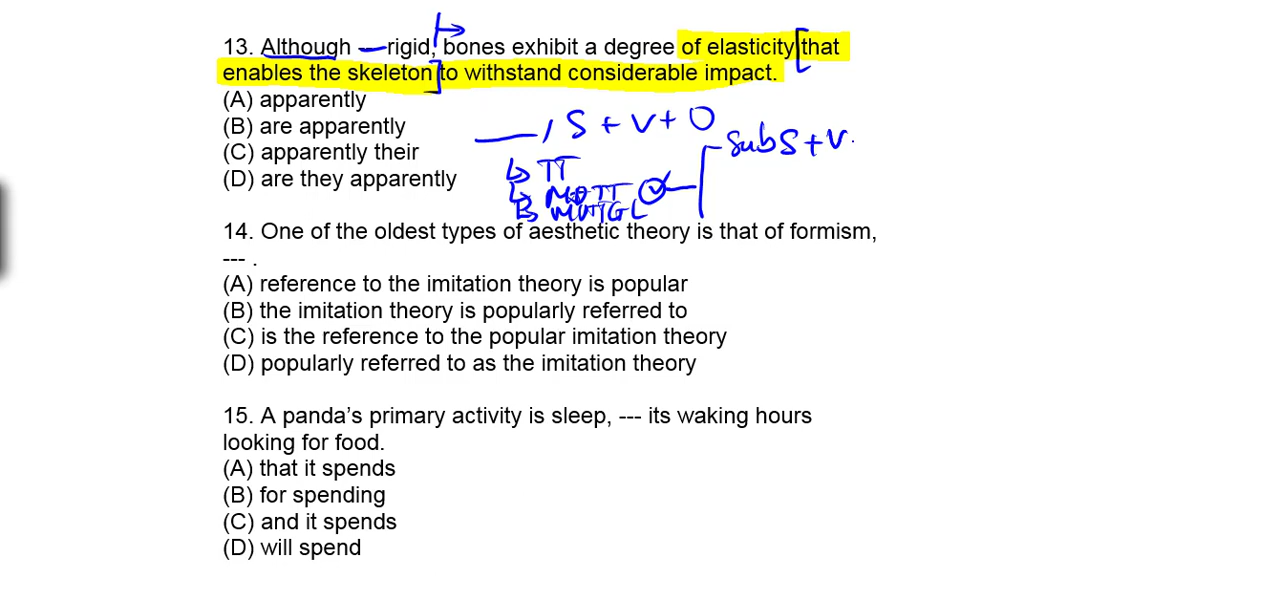 13. Although rigid, bones exhibit a degree of elasticity that
enables the skeleton to withstand considerable impact.
(A) apparently
(B) are apparently
(C) apparently their
(D) are they apparently
, S + V + O
Sub S + V.
TT
MĐTT
MĐTGL
14. One of the oldest types of aesthetic theory is that of formism,
--- .
(A) reference to the imitation theory is popular
(B) the imitation theory is popularly referred to
(C) is the reference to the popular imitation theory
(D) popularly referred to as the imitation theory
15. A panda’s primary activity is sleep, --- its waking hours
looking for food.
(A) that it spends
(B) for spending
(C) and it spends
(D) will spend